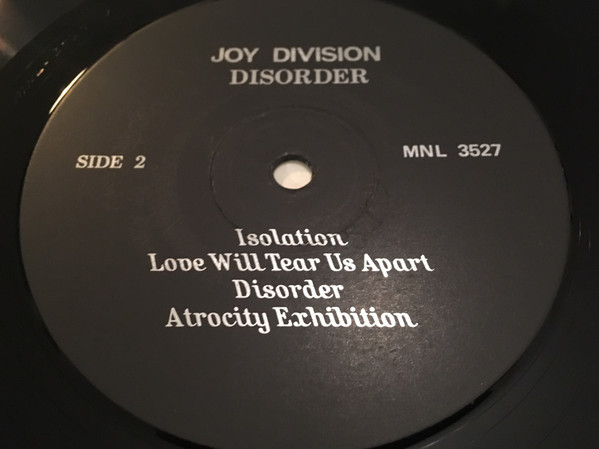 JOY DIVISION
DISORDER
SIDE 2
MNL 3527
Isolation
Love Will Tear Us Apart
Disorder
Atrocity Exhibition